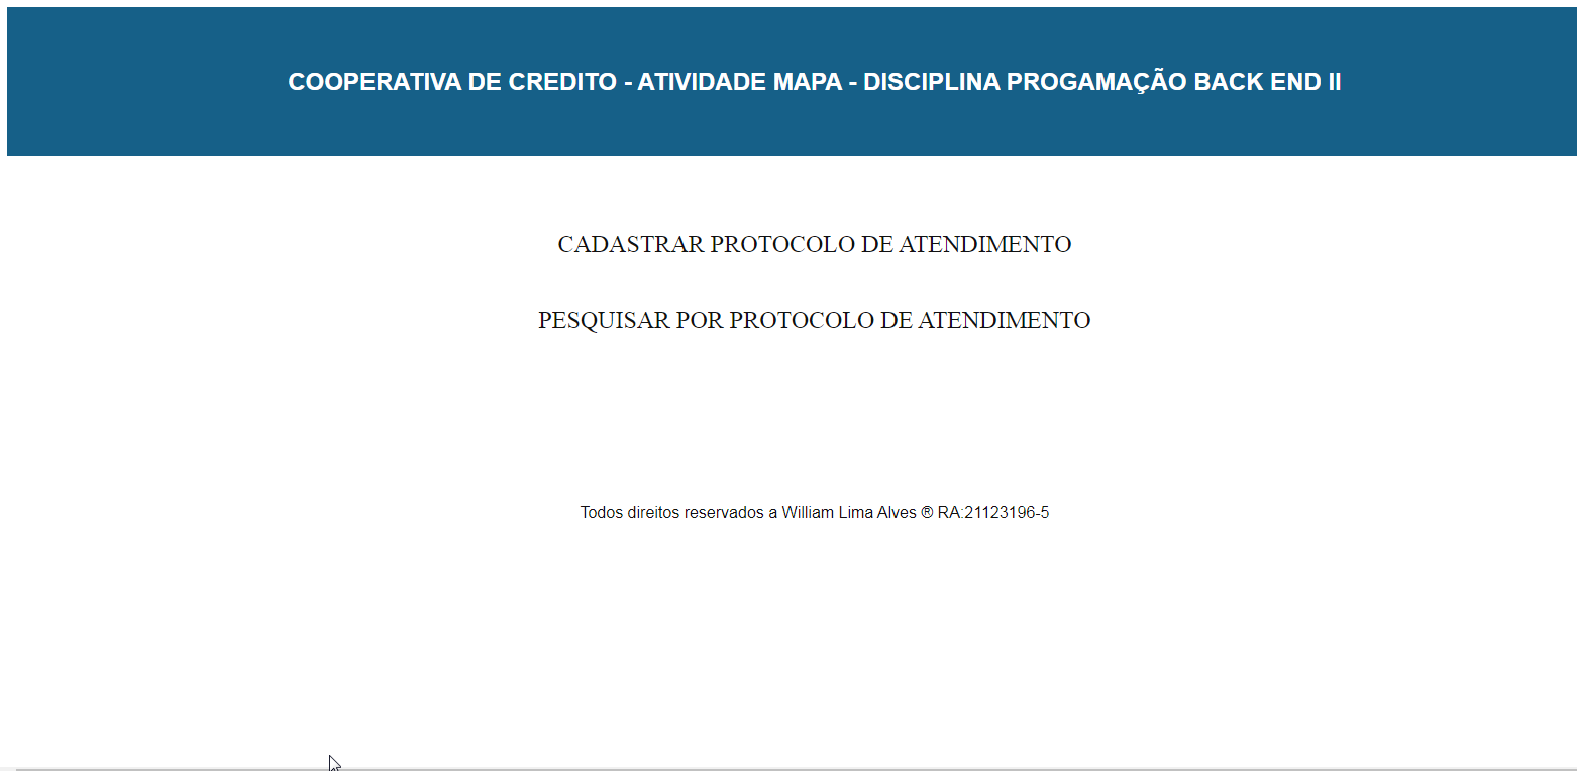 COOPERATIVA DE CREDITO - ATIVIDADE MAPA - DISCIPLINA PROGAMAÇÃO BACK END II
CADASTRAR PROTOCOLO DE ATENDIMENTO
PESQUISAR POR PROTOCOLO DE ATENDIMENTO
Todos direitos reservados a William Lima Alves ® RA:21123196-5